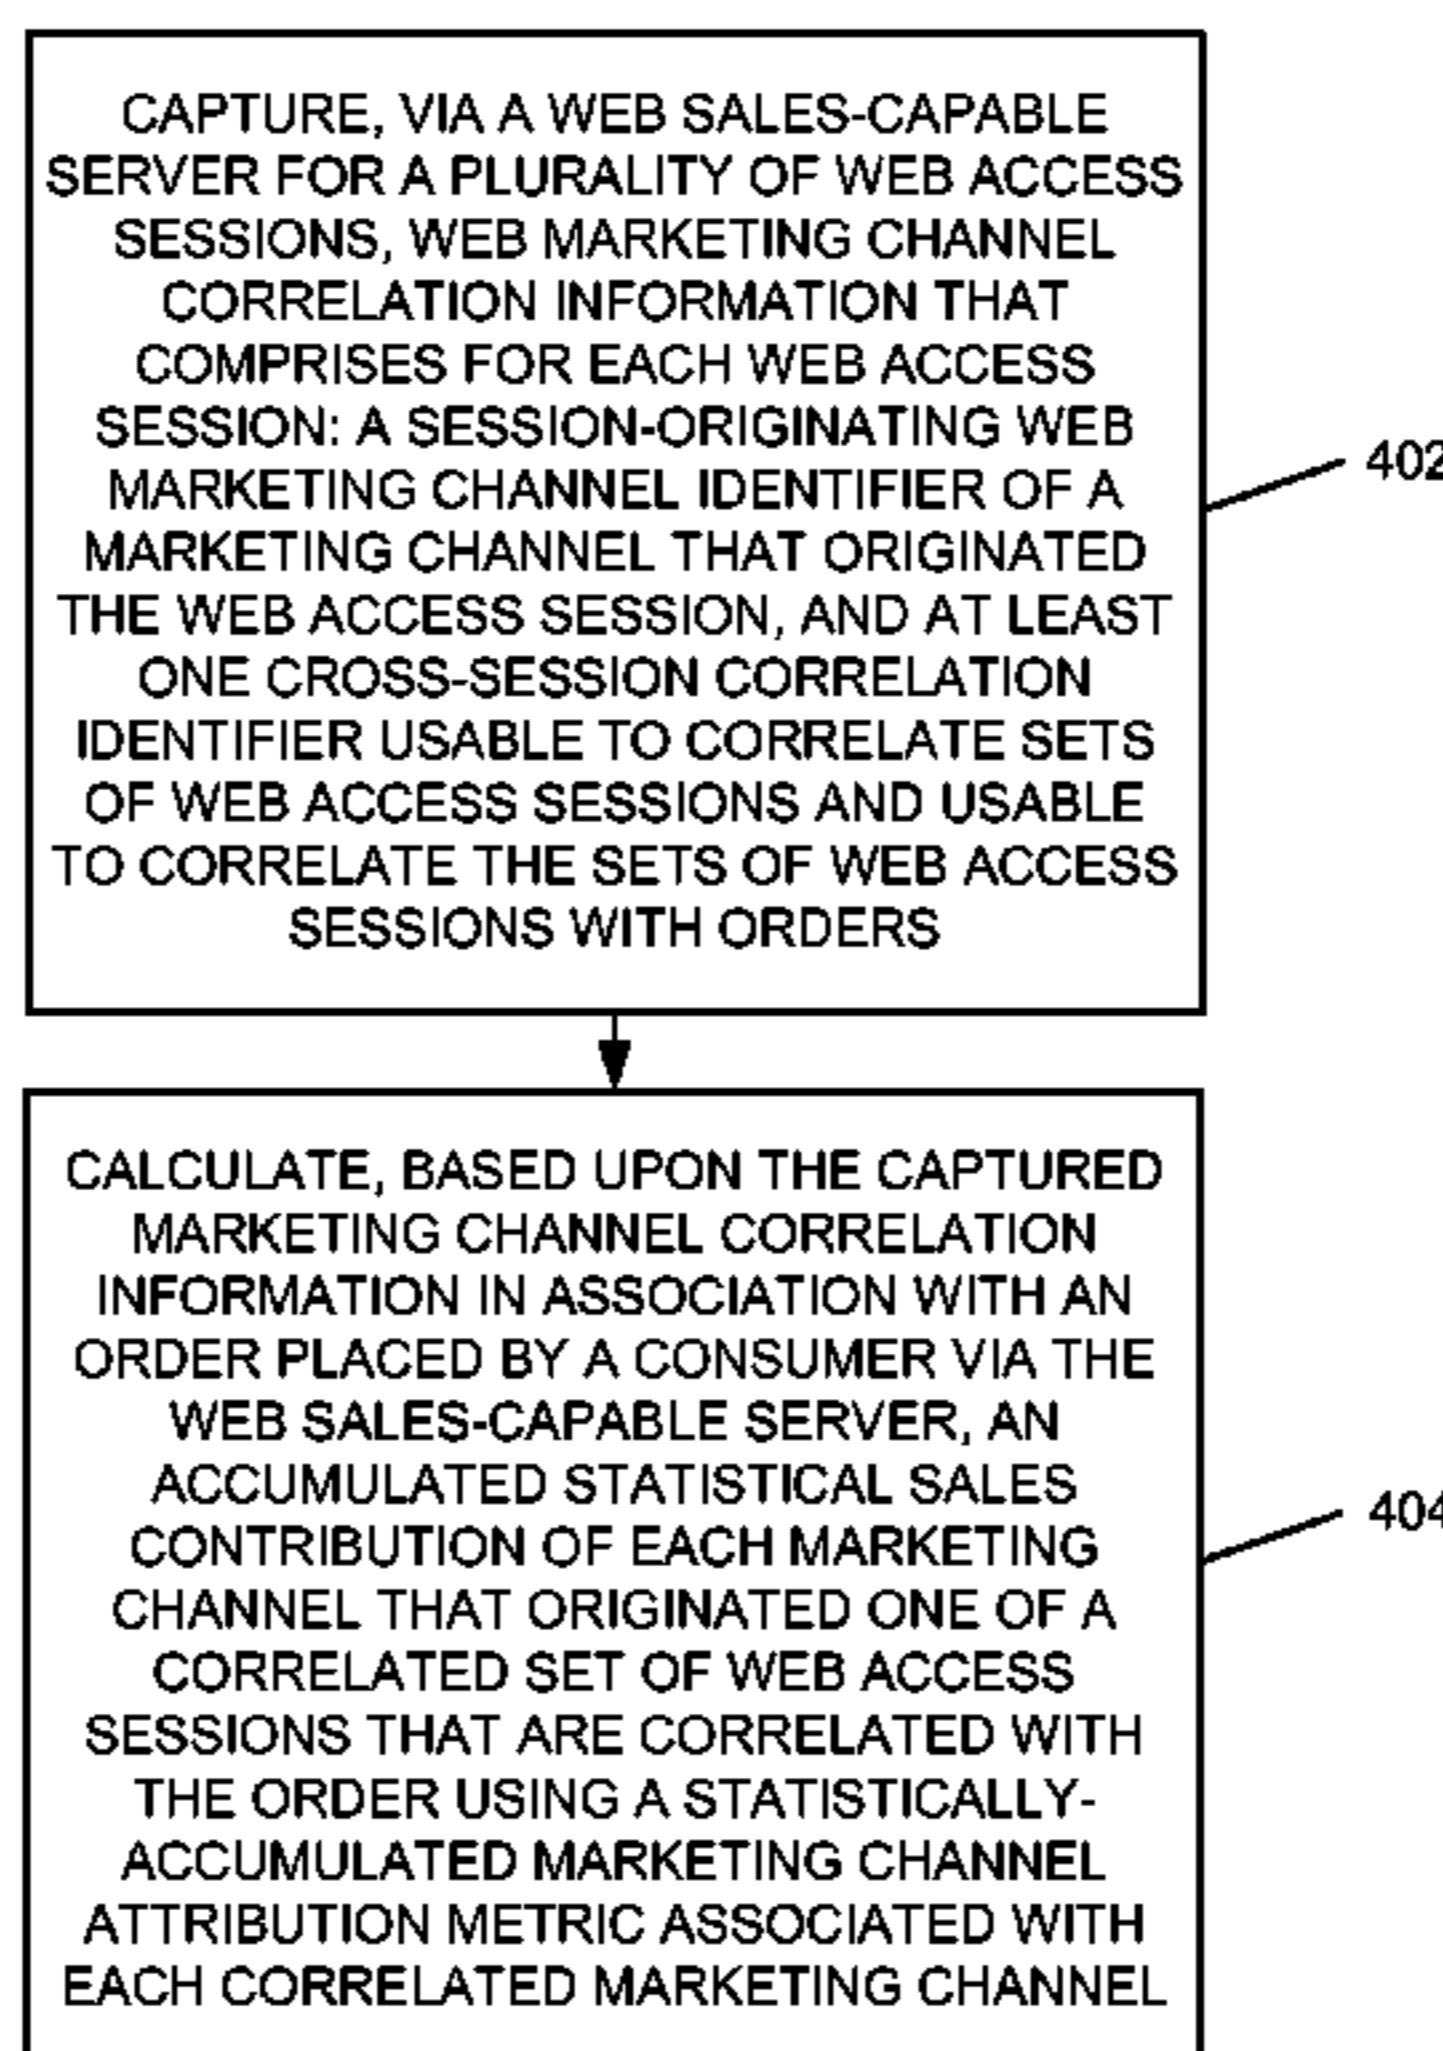 CAPTURE, VIA A WEB SALES-CAPABLE
SERVER FOR A PLURALITY OF WEB ACCESS
SESSIONS, WEB MARKETING CHANNEL
CORRELATION INFORMATION THAT
COMPRISES FOR EACH WEB ACCESS
SESSION: A SESSION-ORIGINATING WEB
MARKETING CHANNEL IDENTIFIER OF A
MARKETING CHANNEL THAT ORIGINATED
THE WEB ACCESS SESSION, AND AT LEAST
ONE CROSS-SESSION CORRELATION
IDENTIFIER USABLE TO CORRELATE SETS
OF WEB ACCESS SESSIONS AND USABLE
TO CORRELATE THE SETS OF WEB ACCESS
SESSIONS WITH ORDERS
402
CALCULATE, BASED UPON THE CAPTURED
MARKETING CHANNEL CORRELATION
INFORMATION IN ASSOCIATION WITH AN
ORDER PLACED BY A CONSUMER VIA THE
WEB SALES-CAPABLE SERVER, AN
ACCUMULATED STATISTICAL SALES
CONTRIBUTION OF EACH MARKETING
CHANNEL THAT ORIGINATED ONE OF A
CORRELATED SET OF WEB ACCESS
SESSIONS THAT ARE CORRELATED WITH
THE ORDER USING A STATISTICALLY-
ACCUMULATED MARKETING CHANNEL
ATTRIBUTION METRIC ASSOCIATED WITH
EACH CORRELATED MARKETING CHANNEL
404